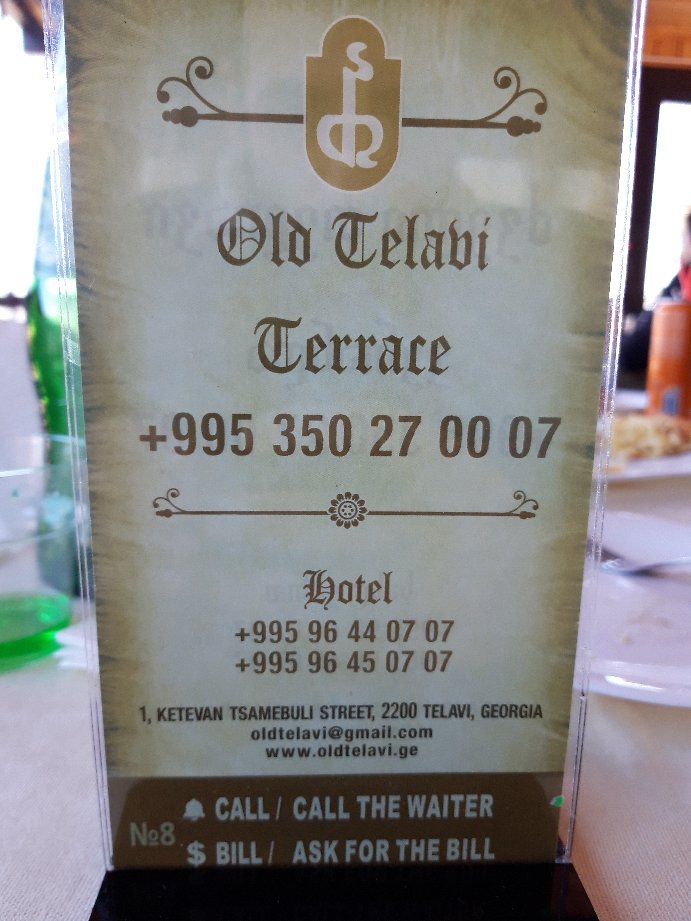 Old Telavi
Terrace
+995 350 27 00 07
Hotel
+995 96 44 07 07
+995 96 45 07 07
1, KETEVAN TSAMEBULI STREET, 2200 TELAVI, GEORGIA
oldtelavi@gmail.com
www.oldtelavi.ge
CALL / CALL THE WAITER
№8
$ BILL / ASK FOR THE BILL